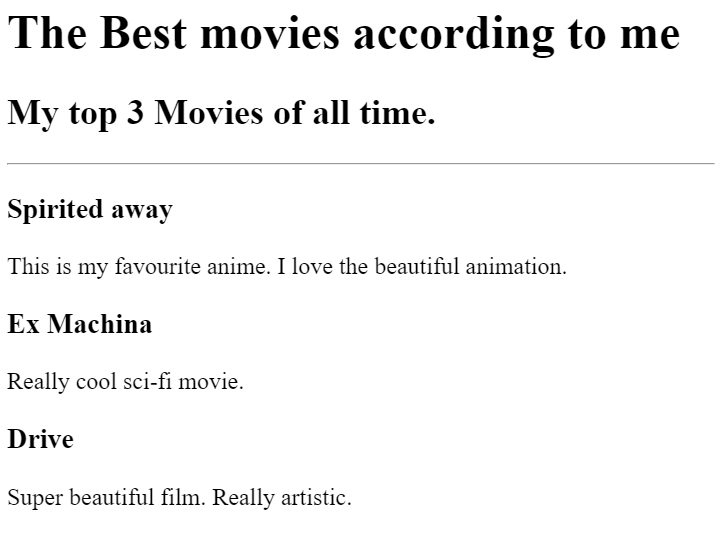 The Best movies according to me
My top 3 Movies of all time.
Spirited away
This is my favourite anime. I love the beautiful animation.
Ex Machina
Really cool sci-fi movie.
Drive
Super beautiful film. Really artistic.